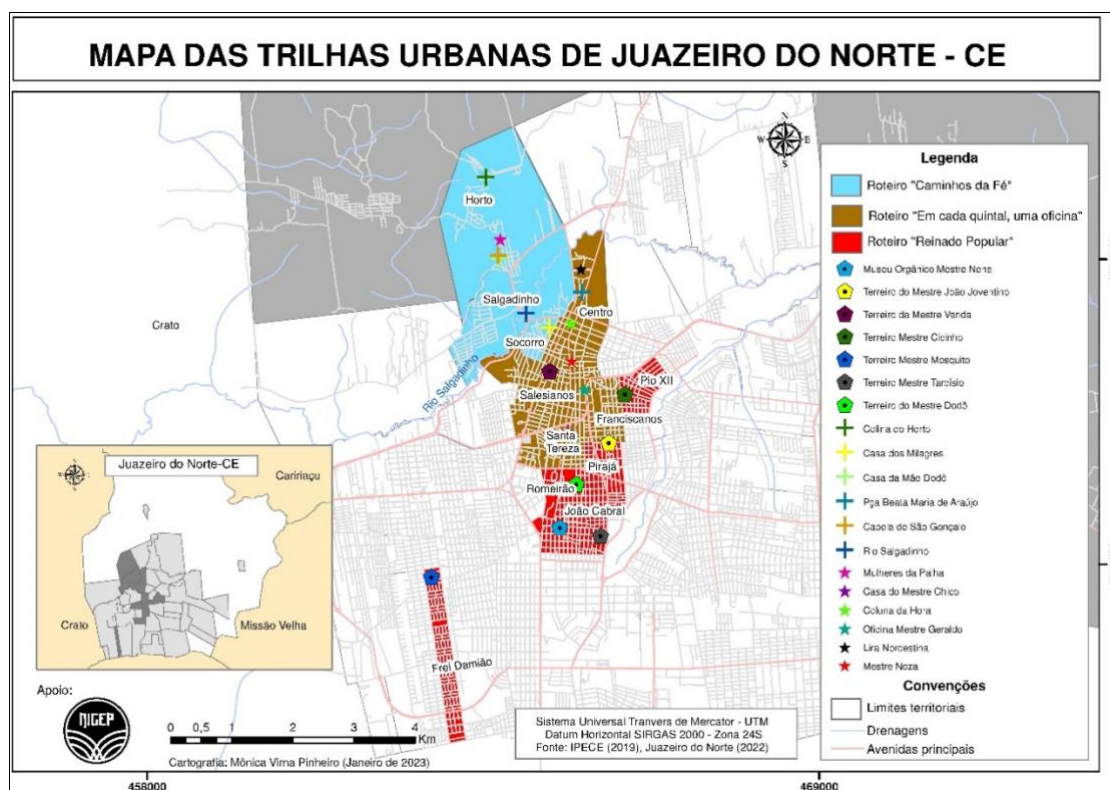 MAPA DAS TRILHAS URBANAS DE JUAZEIRO DO NORTE - CE
N
W
E
S
Horto
Salgadinho
Centro
Crato
Socorro
Rio Salgadinho
Pio XII
Salesianos
Franciscanos
Santa
Tereza
Pirajá
Romeirão
João Cabral
Frei Damião
Legenda
Roteiro "Caminhos da Fé"
Roteiro "Em cada quintal, uma oficina"
Roteiro "Reinado Popular"
Museu Orgânico Mestre Nena
Terreiro do Mestre João Joventino
Terreiro da Mestre Vanda
Terreiro Mestre Cicinho
Terreiro Mestre Mosquito
Terreiro Mestre Tarcísio
Terreiro do Mestre Dodô
Colina do Horto
Casa dos Milagres
Casa da Mãe Dodô
Pça Beata Maria de Araújo
Capela de São Gonçalo
Rio Salgadinho
Mulheres da Palha
Casa do Mestre Chico
Coluna da Hora
Oficina Mestre Geraldo
Lira Nordestina
Mestre Noza
Convenções
Limites territoriais
Drenagens
Avenidas principais
Juazeiro do Norte-CE
Caririaçu
Crato
Missão Velha
Apoio:
NIGEP
0 0,5 1 2 3 4
Km
Cartografia: Mônica Virna Pinheiro (Janeiro de 2023)
Sistema Universal Tranvers de Mercator - UTM
Datum Horizontal SIRGAS 2000 - Zona 24S
Fonte: IPECE (2019), Juazeiro do Norte (2022)
458000
469000